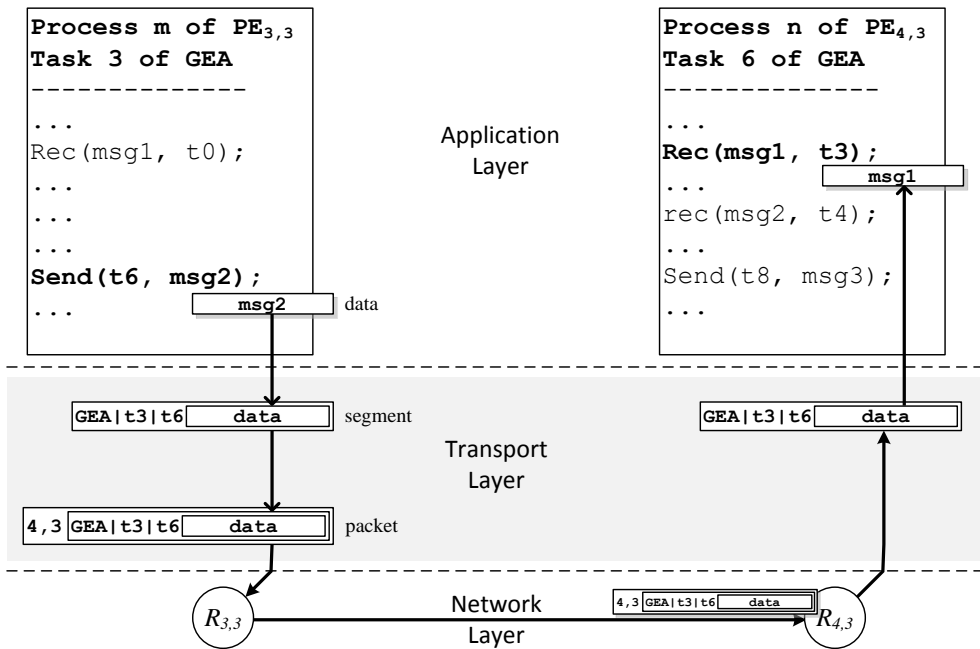 Process m of PE3,3
Task 3 of GEA
--------------
...
Rec(msg1, t0);
...
...
...
Send(t6, msg2);
msg2
data
...
Application
Layer
Process n of PE4,3
Task 6 of GEA
--------------
...
Rec(msg1, t3);
msg1
...
rec(msg2, t4);
...
Send(t8, msg3);
...
GEA|t3|t6 data
segment
GEA|t3|t6 data
Transport
Layer
4,3 GEA|t3|t6 data
packet
R3,3
Network
Layer
4,3 GEA|t3|t6 data
R4,3